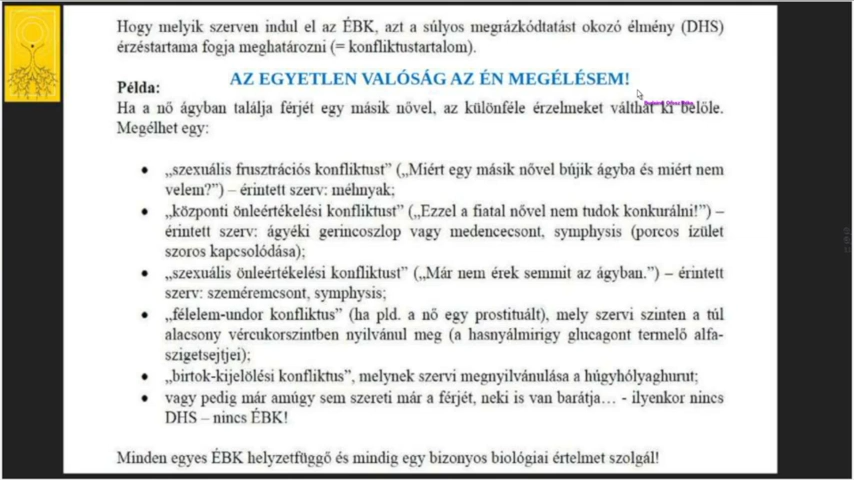 Hogy melyik szerven indul el az ÉBK, azt a súlyos megrázkódtatást okozó élmény (DHS)
érzéstartama fogja meghatározni (= konfliktustartalom).
AZ EGYETLEN VALÓSÁG AZ ÉN MEGÉLÉSEM!
Példa:
Ha a nő ágyban találja férjét egy másik nővel, az különféle érzelmeket válthat ki belőle.
Megélhet egy:
• „szexuális frusztrációs konfliktust” („Miért egy másik nővel bújik ágyba és miért nem
velem?”) – érintett szerv: méhnyak;
• „központi önleértékelési konfliktust” („Ezzel a fiatal nővel nem tudok konkurálni!”) –
érintett szerv: ágyéki gerincoszlop vagy medencecsont, symphysis (porcos ízület
szoros kapcsolódása);
• „szexuális önleértékelési konfliktust” („Már nem érek semmit az ágyban.”) – érintett
szerv: szeméremcsont, symphysis;
• „félelem-undor konfliktus” (ha pld. a nő egy prostituált), mely szervi szinten a túl
alacsony vércukorszintben nyilvánul meg (a hasnyálmirigy glucagont termelő alfa-
szigetsejtjei);
• „birtok-kijelölési konfliktus”, melynek szervi megnyilvánulása a húgyhólyaghurut;
• vagy pedig már amúgy sem szereti már a férjét, neki is van barátja… - ilyenkor nincs
DHS – nincs ÉBK!
Minden egyes ÉBK helyzetfüggő és mindig egy bizonyos biológiai értelmet szolgál!